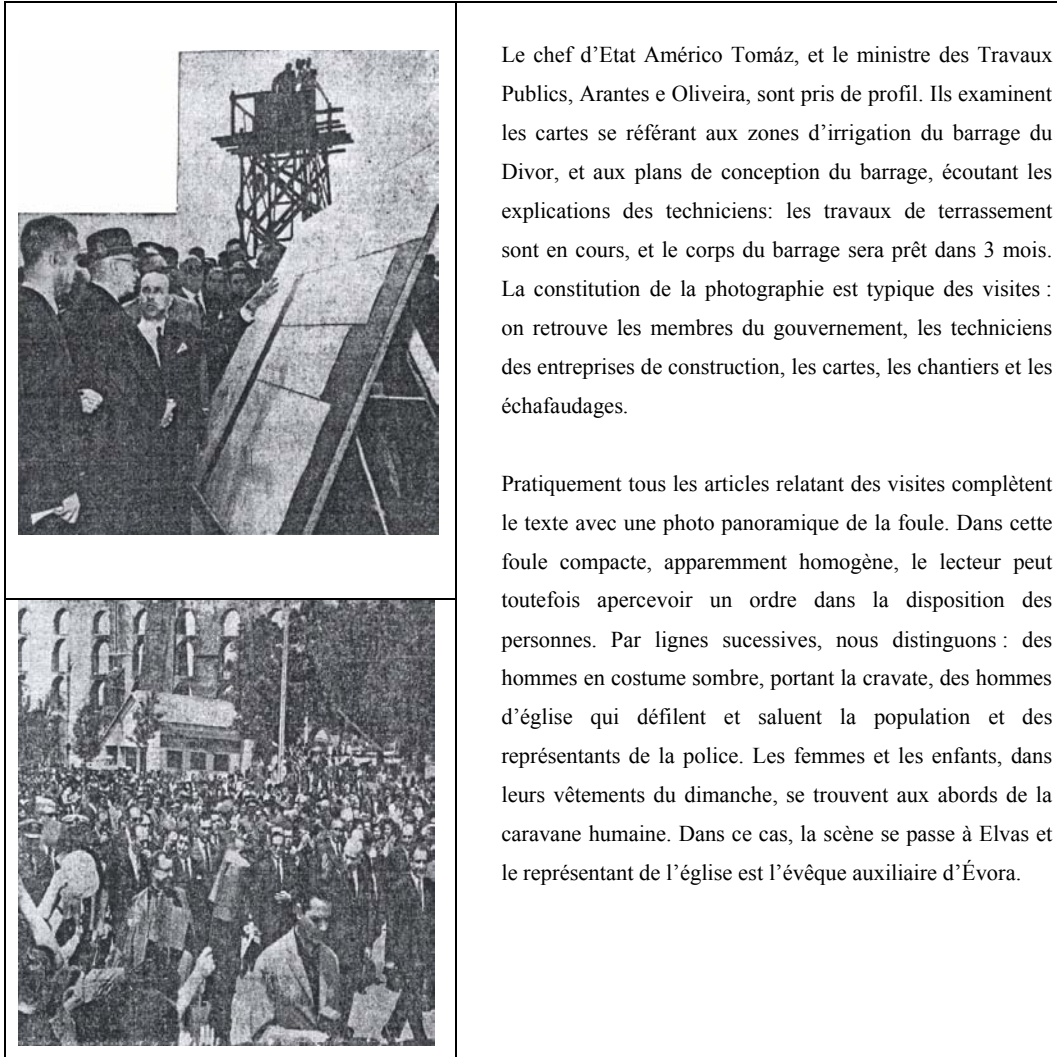 Le chef d’Etat Américo Tomáz, et le ministre des Travaux
Publics, Arantes e Oliveira, sont pris de profil. Ils examinent
les cartes se référant aux zones d’irrigation du barrage du
Divor, et aux plans de conception du barrage, écoutant les
explications des techniciens: les travaux de terrassement
sont en cours, et le corps du barrage sera prêt dans 3 mois.
La constitution de la photographie est typique des visites :
on retrouve les membres du gouvernement, les techniciens
des entreprises de construction, les cartes, les chantiers et les
échafaudages.
Pratiquement tous les articles relatant des visites complètent
le texte avec une photo panoramique de la foule. Dans cette
foule compacte, apparemment homogène, le lecteur peut
toutefois apercevoir un ordre dans la disposition des
personnes. Par lignes sucessives, nous distinguons : des
hommes en costume sombre, portant la cravate, des hommes
d’église qui défilent et saluent la population et des
représentants de la police. Les femmes et les enfants, dans
leurs vêtements du dimanche, se trouvent aux abords de la
caravane humaine. Dans ce cas, la scène se passe à Elvas et
le représentant de l’église est l’évêque auxiliaire d’Évora.